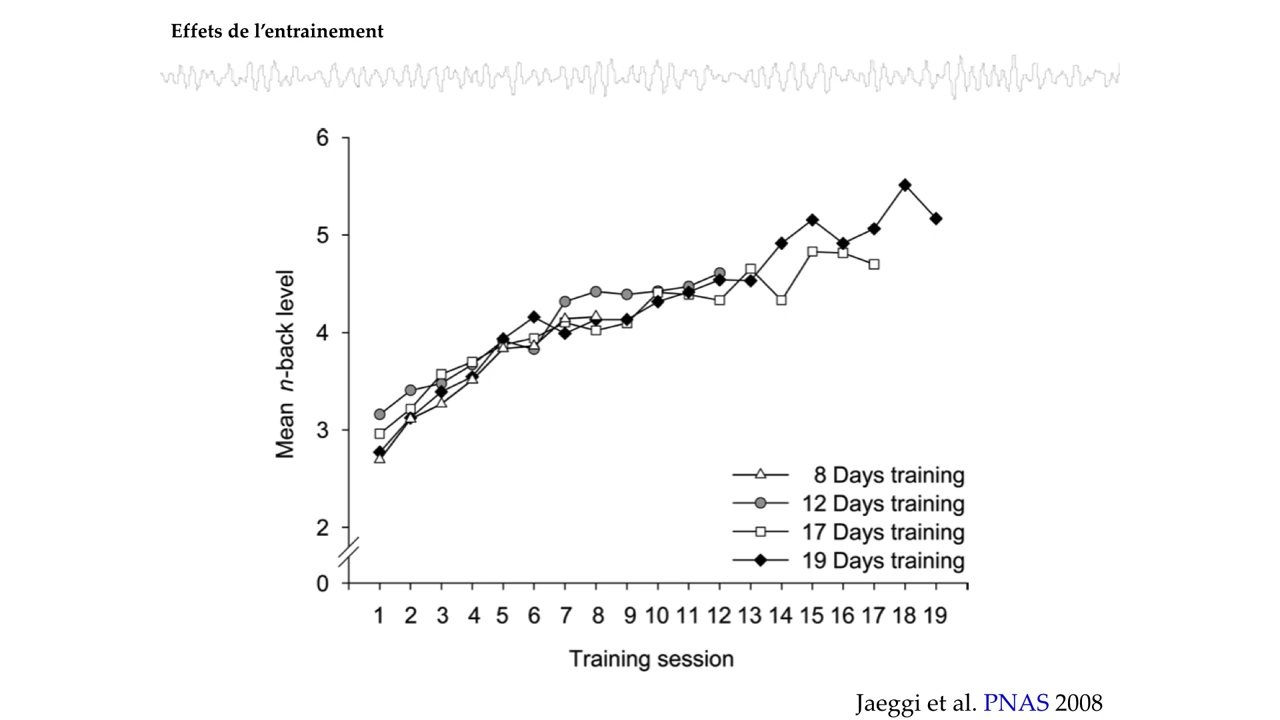 Effets de l'entrainement
6
5
4
3
2
0
Mean n-back level
8 Days training
12 Days training
17 Days training
19 Days training
1 2 3 4 5 6 7 8 9 10 11 12 13 14 15 16 17 18 19
Training session
Jaeggi et al. PNAS 2008